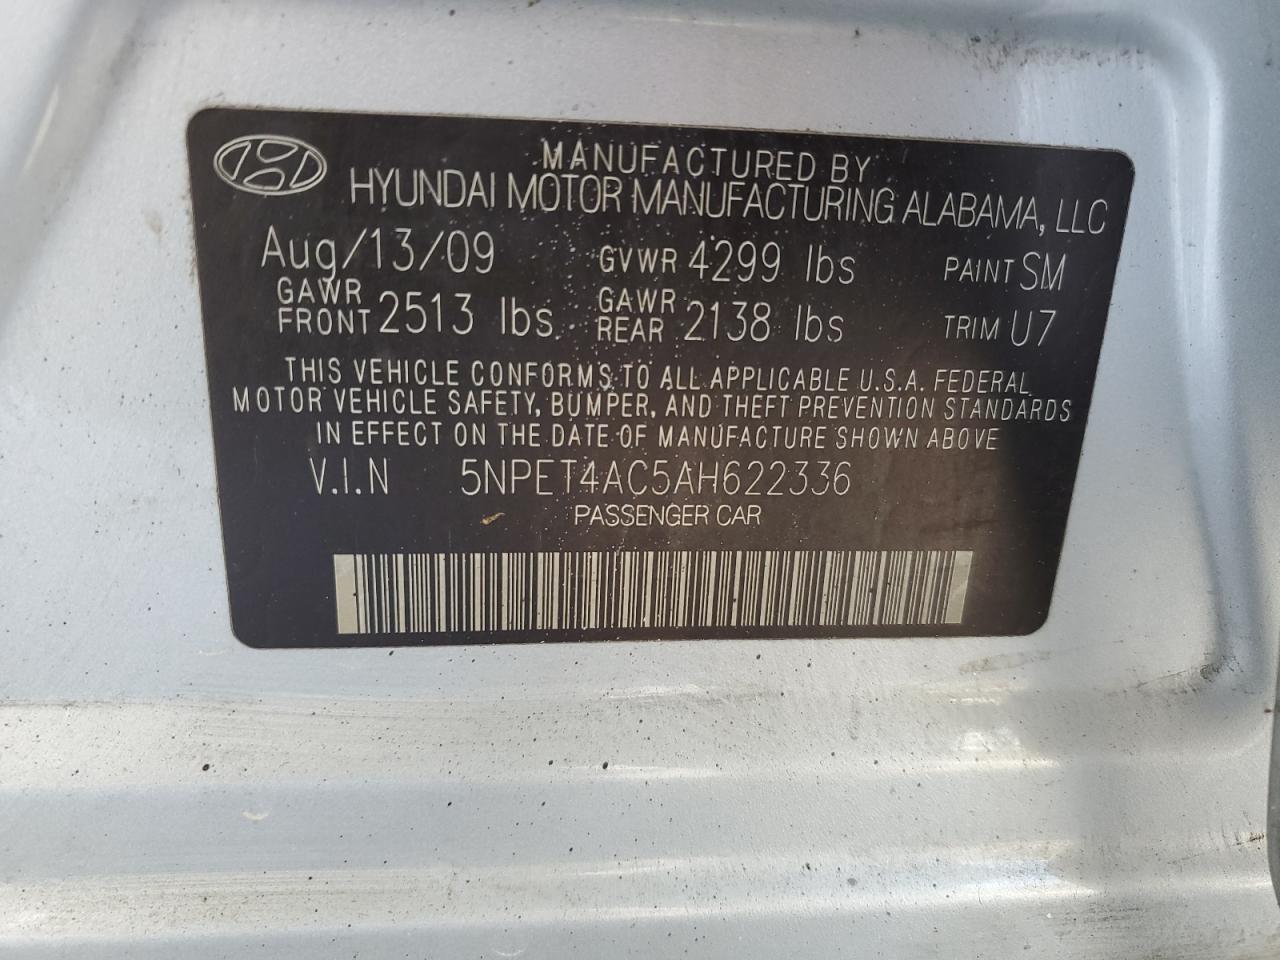 MANUFACTURED BY
HYUNDAI MOTOR MANUFACTURING ALABAMA, LLC
Aug/13/09 GVWR 4299 lbs PAINT SM
GAWR FRONT 2513 lbs GAWR REAR 2138 lbs TRIM U7
THIS VEHICLE CONFORMS TO ALL APPLICABLE U.S.A. FEDERAL
MOTOR VEHICLE SAFETY, BUMPER, AND THEFT PREVENTION STANDARDS
IN EFFECT ON THE DATE OF MANUFACTURE SHOWN ABOVE
V.I.N 5NPET4AC5AH622336
PASSENGER CAR